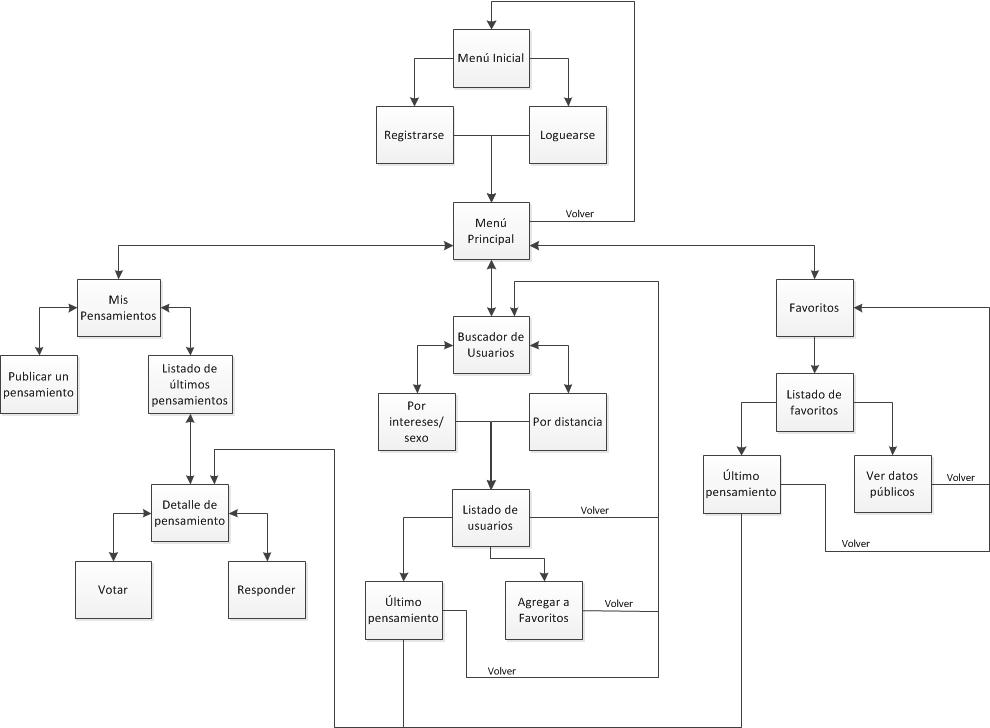 Menú Inicial
Registrarse
Loguearse
Menú
Principal
Volver
Mis
Pensamientos
Publicar un
pensamiento
Listado de
últimos
pensamientos
Detalle de
pensamiento
Votar
Responder
Buscador de
Usuarios
Por
intereses/
sexo
Por distancia
Listado de
usuarios
Volver
Último
pensamiento
Agregar a
Favoritos
Volver
Volver
Favoritos
Listado de
favoritos
Último
pensamiento
Ver datos
públicos
Volver
Volver